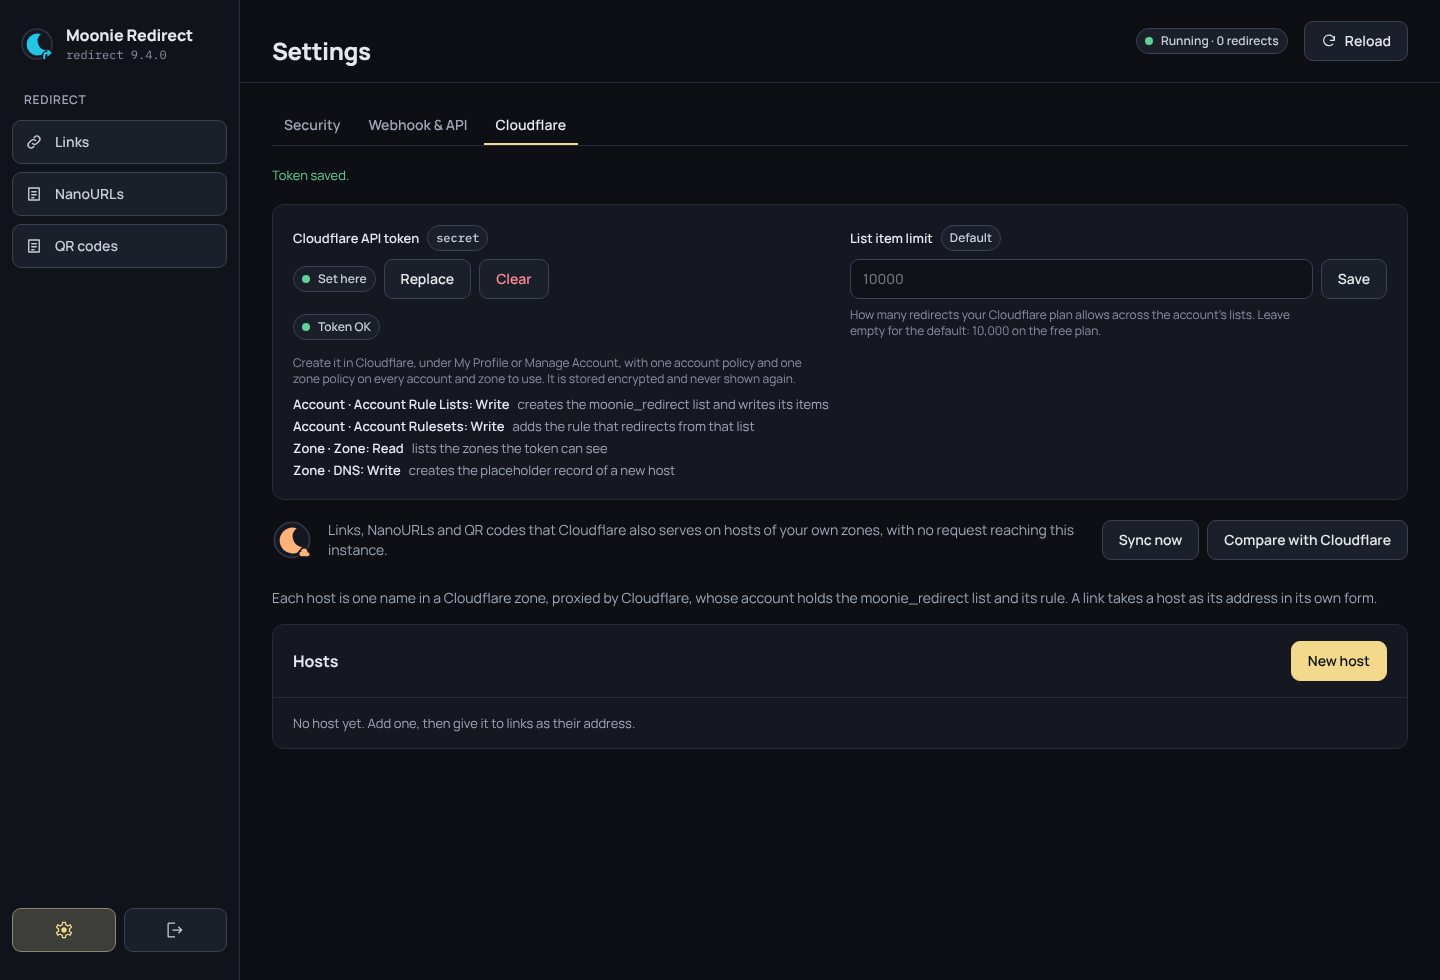 Moonie Redirect
redirect 9.4.0
REDIRECT
Links
NanoURLs
QR codes
Settings
Running · 0 redirects
Reload
Security
Webhook & API
Cloudflare
Token saved.
Cloudflare API token
secret
Set here
Replace
Clear
Token OK
Create it in Cloudflare, under My Profile or Manage Account, with one account policy and one
zone policy on every account and zone to use. It is stored encrypted and never shown again.
Account · Account Rule Lists: Write creates the moonie_redirect list and writes its items
Account · Account Rulesets: Write adds the rule that redirects from that list
Zone · Zone: Read lists the zones the token can see
Zone · DNS: Write creates the placeholder record of a new host
List item limit
Default
10000
Save
How many redirects your Cloudflare plan allows across the account's lists. Leave
empty for the default: 10,000 on the free plan.
Links, NanoURLs and QR codes that Cloudflare also serves on hosts of your own zones, with no request reaching this
instance.
Sync now
Compare with Cloudflare
Each host is one name in a Cloudflare zone, proxied by Cloudflare, whose account holds the moonie_redirect list and its rule. A link takes a host as its address in its own form.
Hosts
New host
No host yet. Add one, then give it to links as their address.